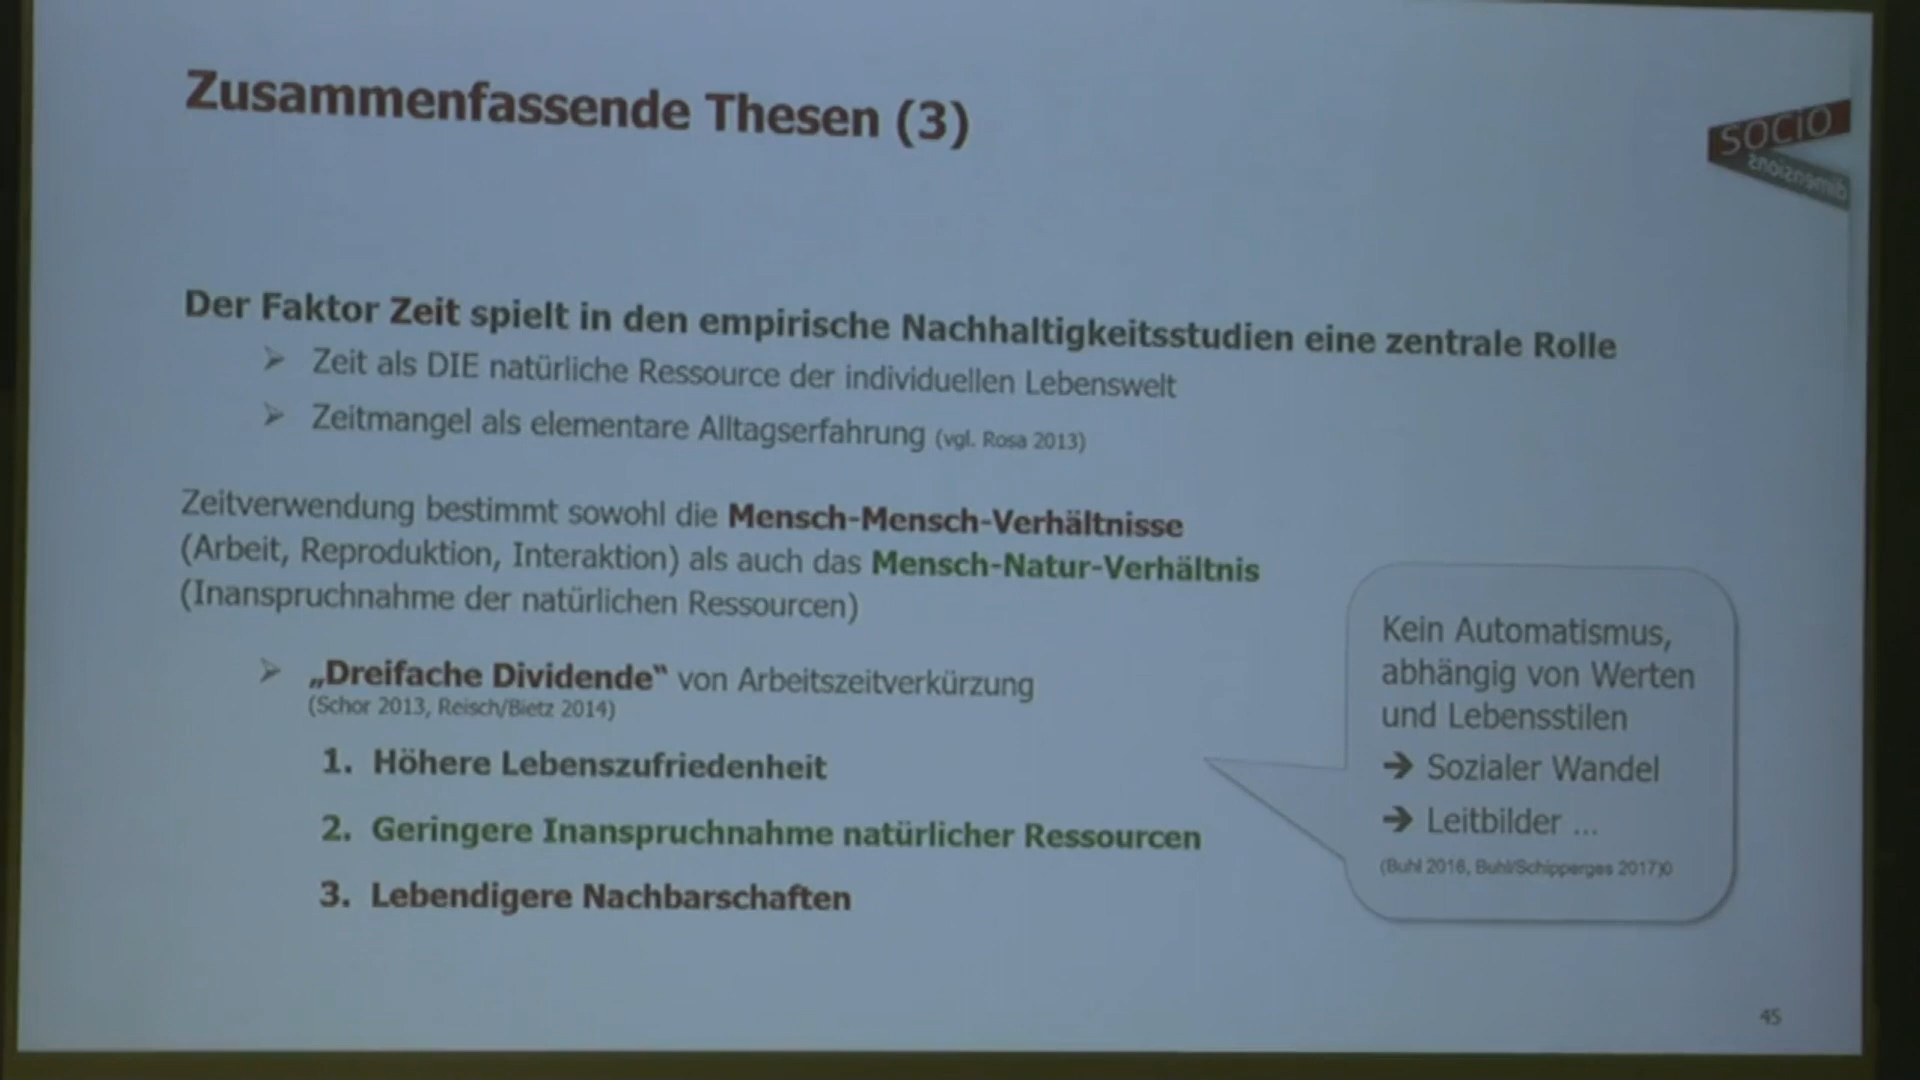 Zusammenfassende Thesen (3)
SOCIO
dimensions
Der Faktor Zeit spielt in den empirische Nachhaltigkeitsstudien eine zentrale Rolle
➢ Zeit als DIE natürliche Ressource der individuellen Lebenswelt
➢ Zeitmangel als elementare Alltagserfahrung (vgl. Rosa 2013)
Zeitverwendung bestimmt sowohl die Mensch-Mensch-Verhältnisse
(Arbeit, Reproduktion, Interaktion) als auch das Mensch-Natur-Verhältnis
(Inanspruchnahme der natürlichen Ressourcen)
➢ „Dreifache Dividende“ von Arbeitszeitverkürzung
(Schor 2013, Reisch/Bietz 2014)
1. Höhere Lebenszufriedenheit
2. Geringere Inanspruchnahme natürlicher Ressourcen
3. Lebendigere Nachbarschaften
Kein Automatismus,
abhängig von Werten
und Lebensstilen
➔ Sozialer Wandel
➔ Leitbilder ...
(Buhl 2016, Buhl/Schipperges 2017)0
45